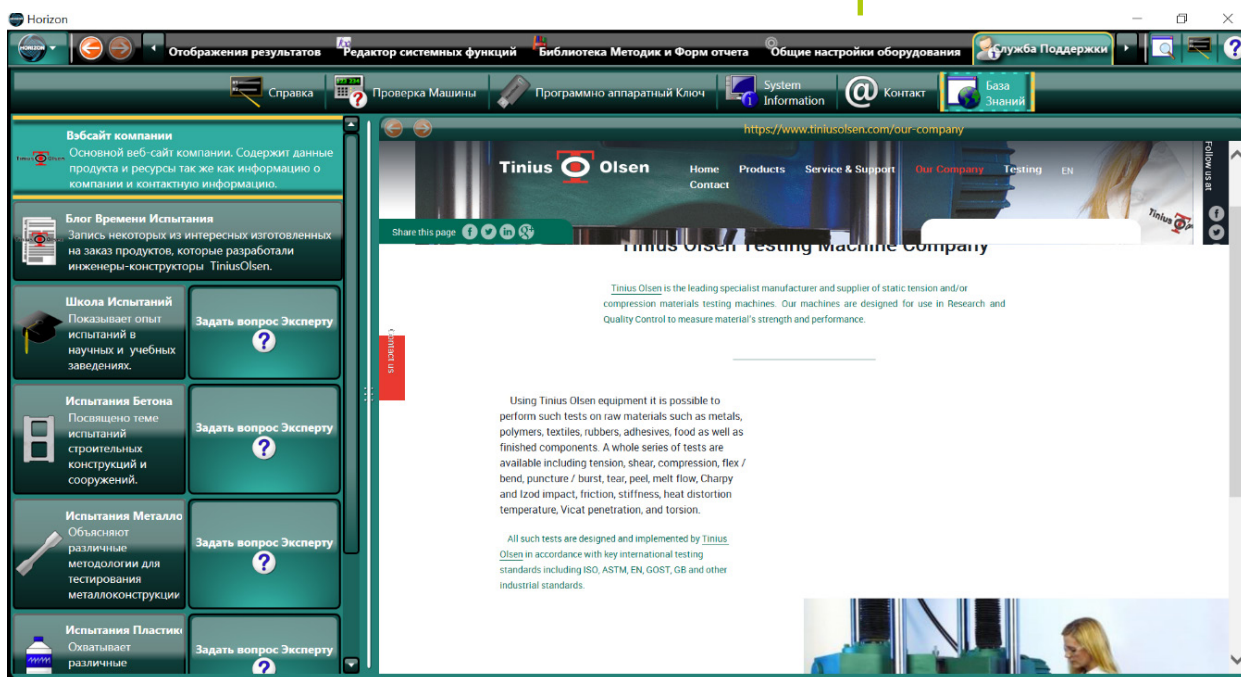 Horizon
HORIZON
Отображения результатов
Редактор системных функций
Библиотека Методик и Форм отчета
Общие настройки оборудования
Служба Поддержки
Справка
Проверка Машины
Программно аппаратный Ключ
System
Information
Контакт
База
Знаний
Вэбсайт компании
Основной веб-сайт компании. Содержит данные
продукта и ресурсы так же как информацию о
компании и контактную информацию.
Блог Времени Испытания
Запись некоторых из интересных изготовленных
на заказ продуктов, которые разработали
инженеры-конструкторы TiniusOlsen.
Школа Испытаний
Показывает опыт
испытаний в
научных и учебных
заведениях.
Задать вопрос Эксперту
Испытания Бетона
Посвящено теме
испытаний
строительных
конструкций и
сооружений.
Задать вопрос Эксперту
Испытания Металло
Объясняют
различные
методологии для
тестирования
металлоконструкции
Задать вопрос Эксперту
Испытания Пластик
Охватывает
различные
Задать вопрос Эксперту
https://www.tiniusolsen.com/our-company
Tinius Olsen
Home Products Service & Support Our Company Testing EN
Contact
Follow us at
Tinius
Share this page
Tinius Olsen Testing Machine Company
Tinius Olsen is the leading specialist manufacturer and supplier of static tension and/or
compression materials testing machines. Our machines are designed for use in Research and
Quality Control to measure material's strength and performance.
Contact us
Using Tinius Olsen equipment it is possible to
perform such tests on raw materials such as metals,
polymers, textiles, rubbers, adhesives, food as well as
finished components. A whole series of tests are
available including tension, shear, compression, flex /
bend, puncture / burst, tear, peel, melt flow, Charpy
and Izod impact, friction, stiffness, heat distortion
temperature, Vicat penetration, and torsion.
All such tests are designed and implemented by Tinius
Olsen in accordance with key international testing
standards including ISO, ASTM, EN, GOST, GB and other
industrial standards.